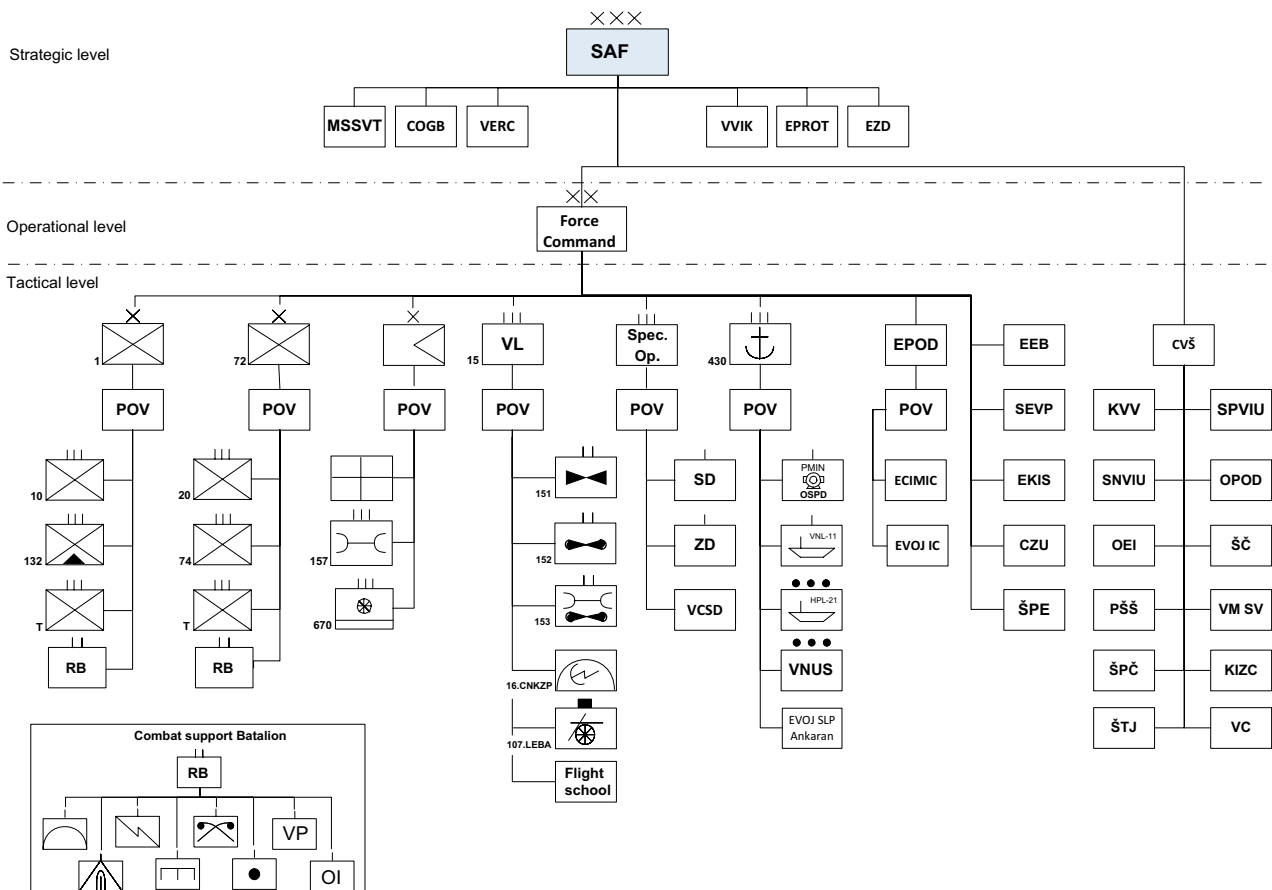 SAF
Strategic level
MSSVT COGB VERC VVIK EPROT EZD
Operational level
Force
Command
Tactical level
1
72
15
VL
Spec.
Op.
430
EPOD
EEB
CVŠ
POV POV POV POV POV POV POV SEVP KVV SPVIU
10
20
151
SD
PMIN
OSPD
ECIMIC
EKIS
SNVIU
OPOD
132
74
157
152
ZD
VNL-11
EVOJ IC
CZU
OEI
ŠČ
T
T
670
153
VCSD
HPL-21
ŠPE
PŠŠ
VM SV
RB
RB
16.CNKZP
VNUS
ŠPČ
KIZC
107.LEBA
EVOJ SLP
Ankaran
ŠTJ
VC
Flight
school
Combat support Batalion
RB
VP
OI